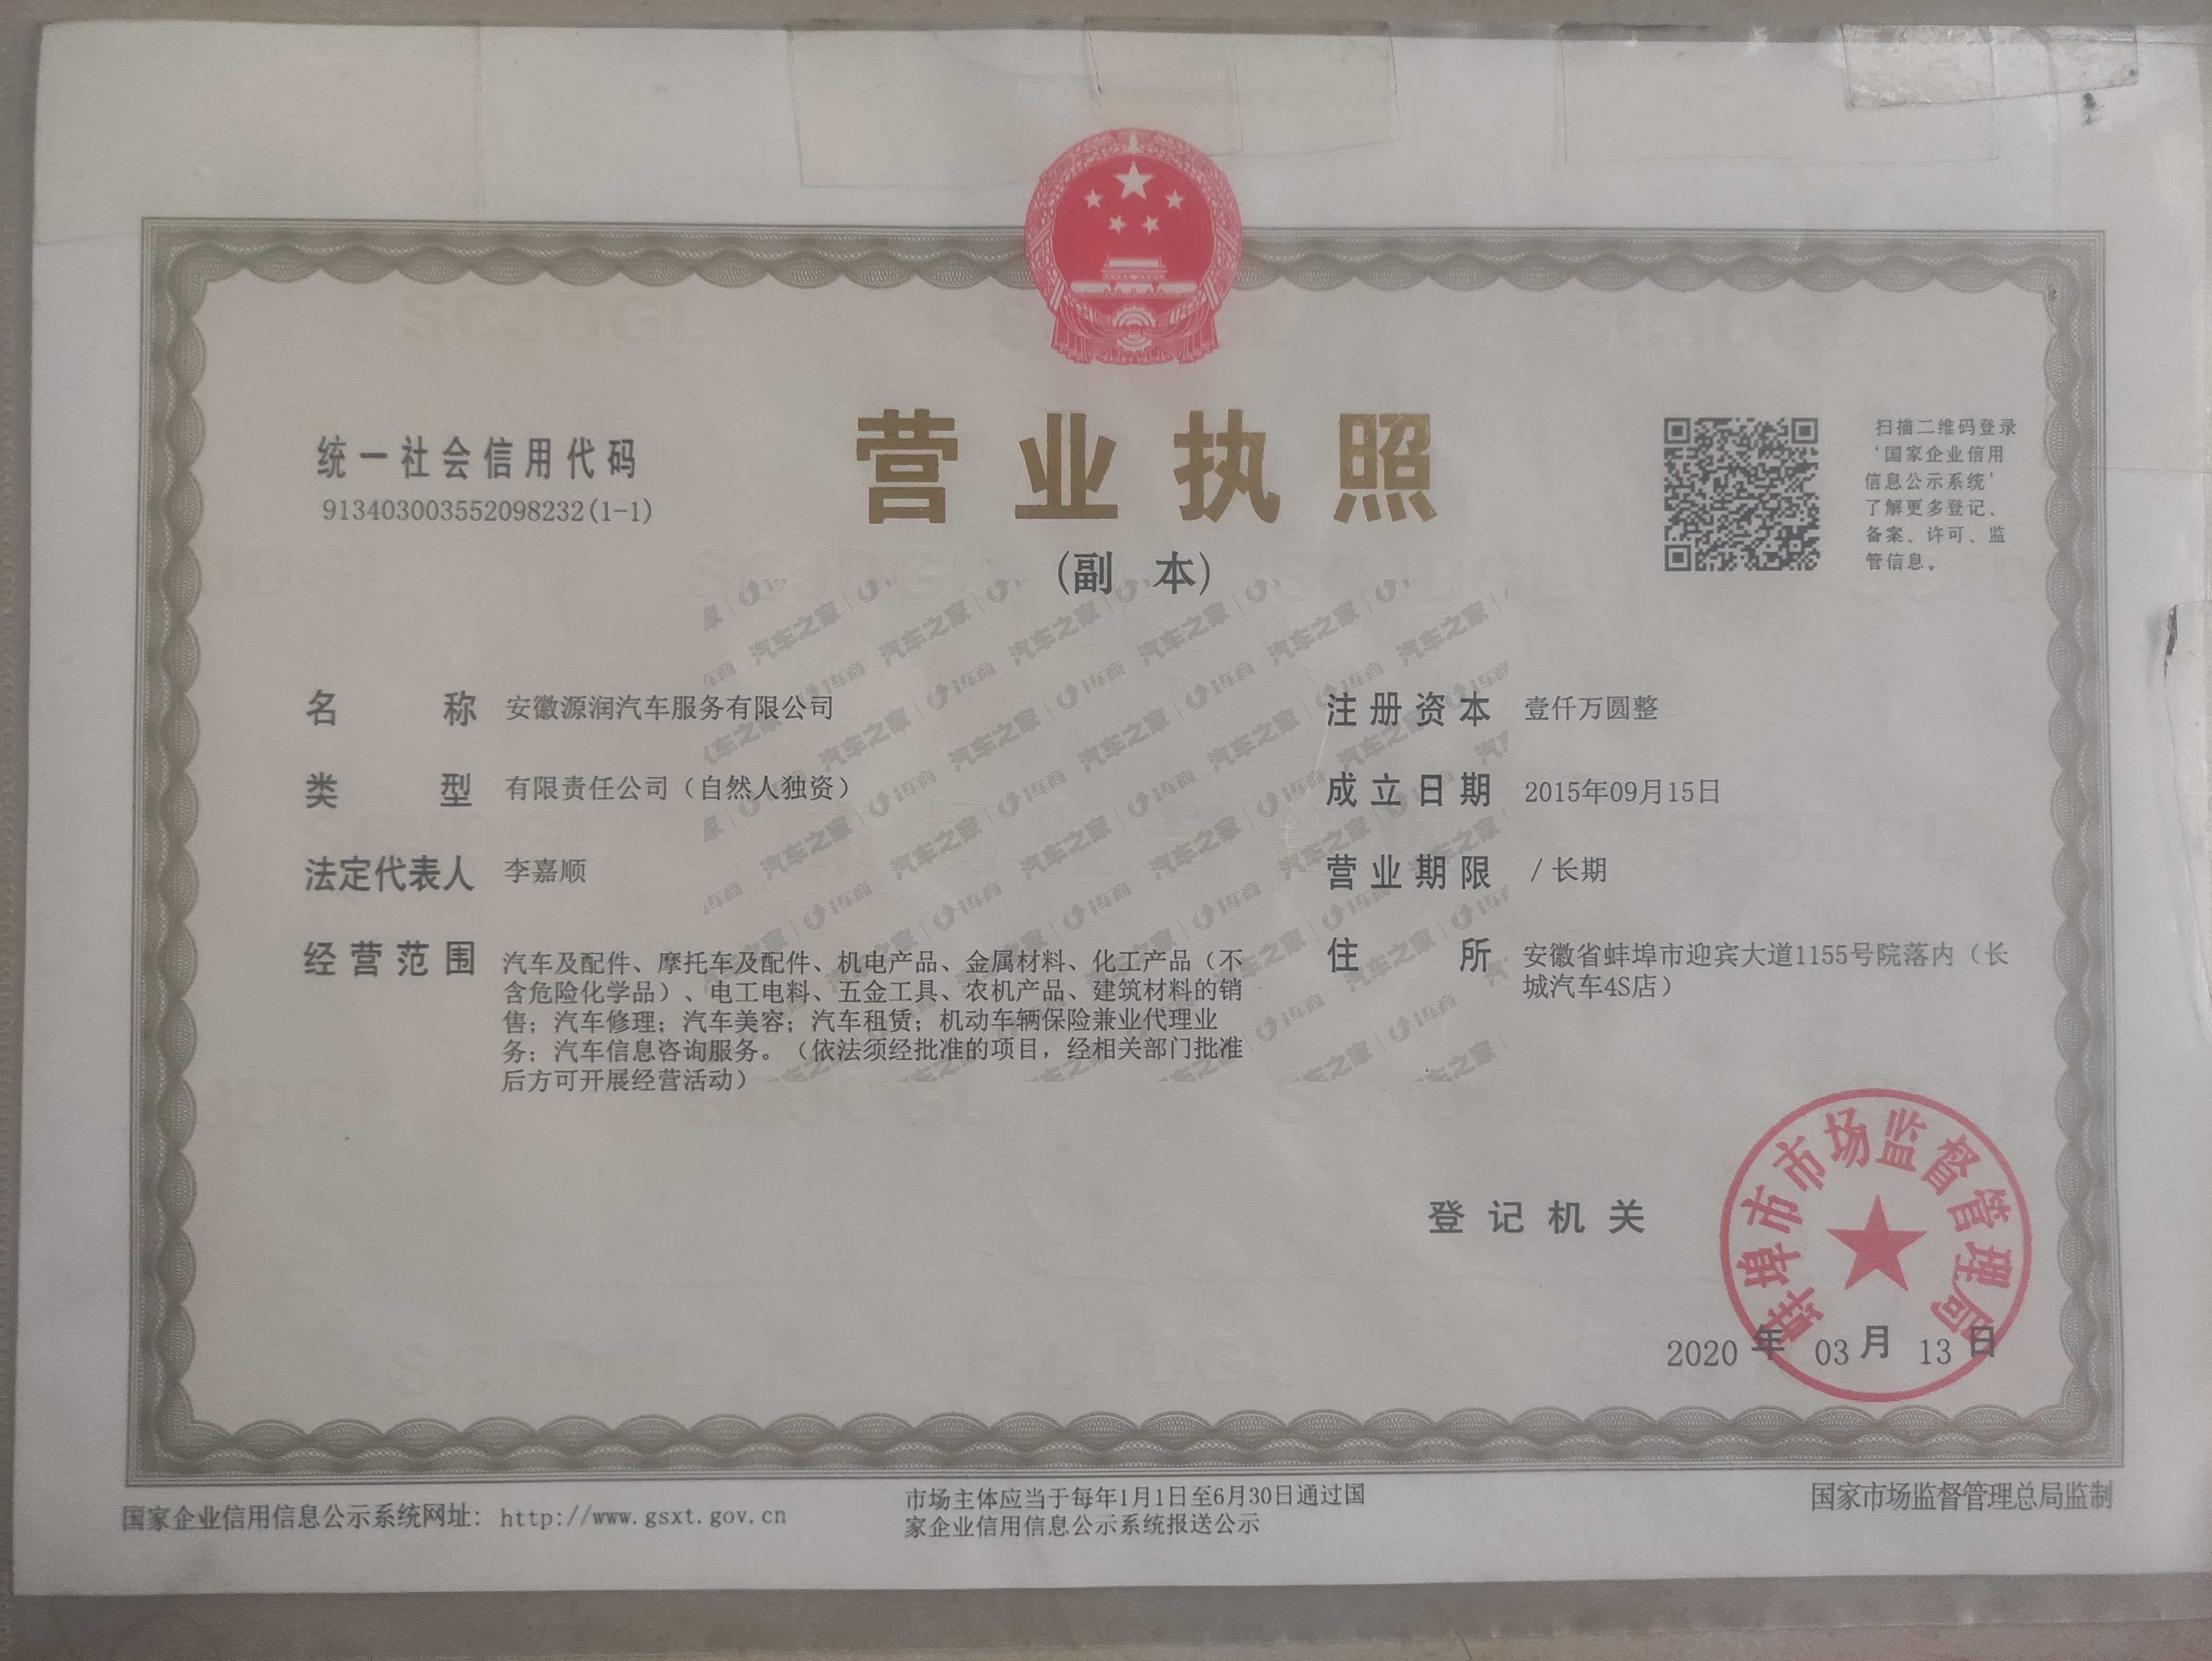 营业执照
(副 本)
统一社会信用代码
913403003552098232(1-1)
扫描二维码登录
‘国家企业信用
信息公示系统’
了解更多登记、
备案、许可、监
管信息。
名 称 安徽源润汽车服务有限公司
类 型 有限责任公司（自然人独资）
法定代表人 李嘉顺
经营范围 汽车及配件、摩托车及配件、机电产品、金属材料、化工产品（不
含危险化学品）、电工电料、五金工具、农机产品、建筑材料的销
售；汽车修理；汽车美容；汽车租赁；机动车辆保险兼业代理业
务；汽车信息咨询服务。（依法须经批准的项目，经相关部门批准
后方可开展经营活动）
注册资本 壹仟万圆整
成立日期 2015年09月15日
营业期限 / 长期
住 所 安徽省蚌埠市迎宾大道1155号院落内（长
城汽车4S店）
登记机关
蚌埠市市场监督管理局
2020 年 03 月 13 日
国家企业信用信息公示系统网址: http://www.gsxt.gov.cn
市场主体应当于每年1月1日至6月30日通过国
家企业信用信息公示系统报送公示
国家市场监督管理总局监制
汽车之家 | i车商